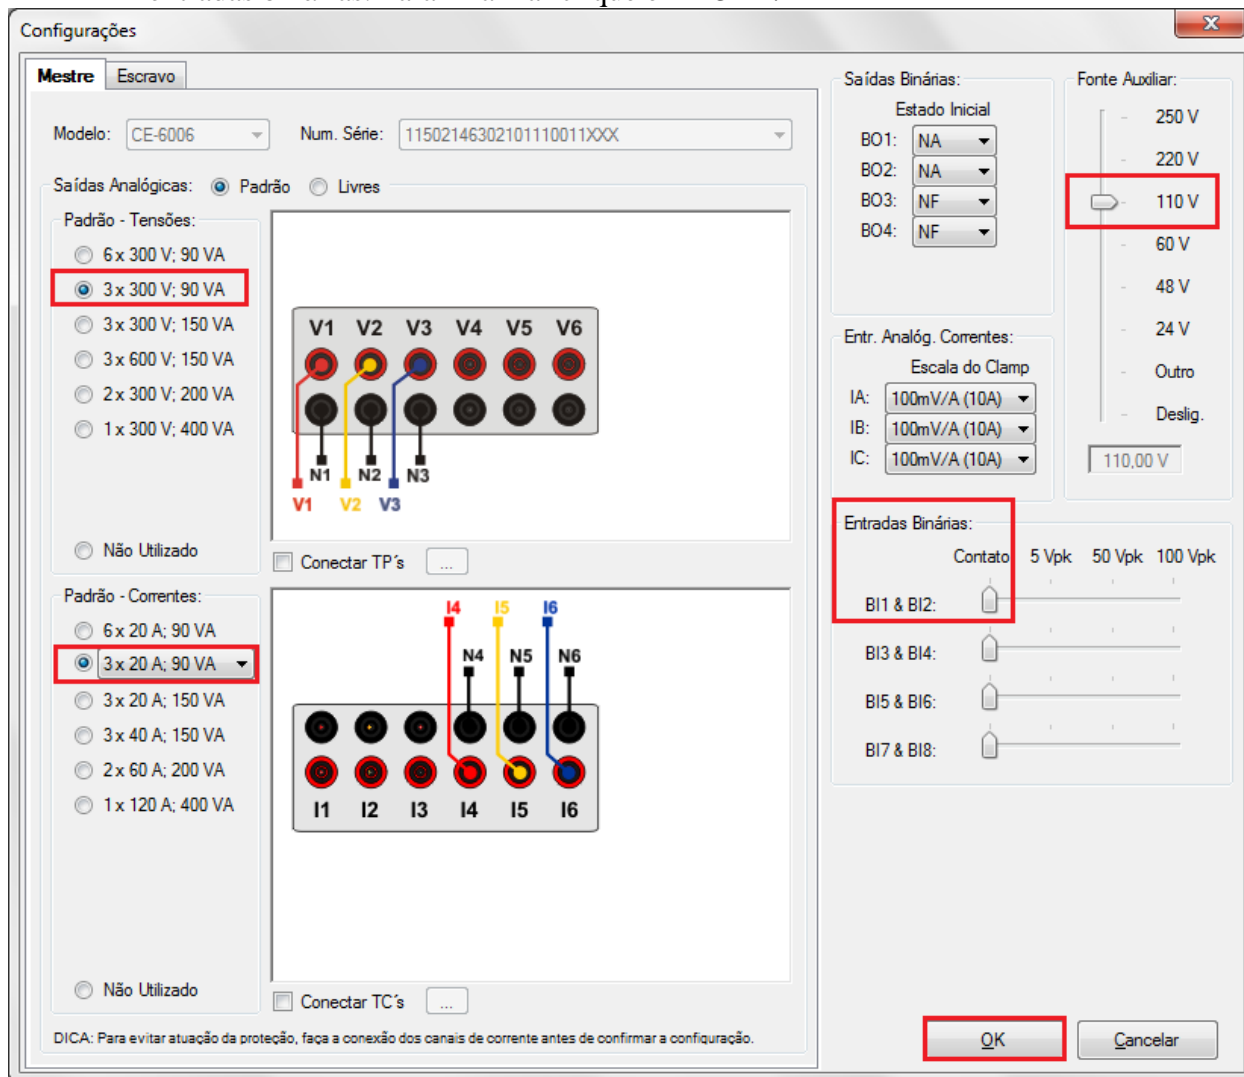 Configurações
Mestre Escravo
Modelo: CE-6006 Num. Série: 11502146302101110011XXX
Saídas Analógicas: Padrão Livres
Padrão - Tensões:
6 x 300 V; 90 VA
3 x 300 V; 90 VA
3 x 300 V; 150 VA
3 x 600 V; 150 VA
2 x 300 V; 200 VA
1 x 300 V; 400 VA
Não Utilizado
V1 V2 V3 V4 V5 V6
N1 N2 N3
V1 V2 V3
Conectar TP´s ...
Padrão - Correntes:
6 x 20 A; 90 VA
3 x 20 A; 90 VA
3 x 20 A; 150 VA
3 x 40 A; 150 VA
2 x 60 A; 200 VA
1 x 120 A; 400 VA
Não Utilizado
I4 I5 I6
N4 N5 N6
I1 I2 I3 I4 I5 I6
Conectar TC´s ...
DICA: Para evitar atuação da proteção, faça a conexão dos canais de corrente antes de confirmar a configuração.
Saídas Binárias:
Estado Inicial
BO1: NA
BO2: NA
BO3: NF
BO4: NF
Fonte Auxiliar:
250 V
220 V
110 V
60 V
48 V
24 V
Outro
Deslig.
110,00 V
Entr. Analóg. Correntes:
Escala do Clamp
IA: 100mV/A (10A)
IB: 100mV/A (10A)
IC: 100mV/A (10A)
Entradas Binárias:
Contato 5 Vpk 50 Vpk 100 Vpk
BI1 & BI2:
BI3 & BI4:
BI5 & BI6:
BI7 & BI8:
OK Cancelar